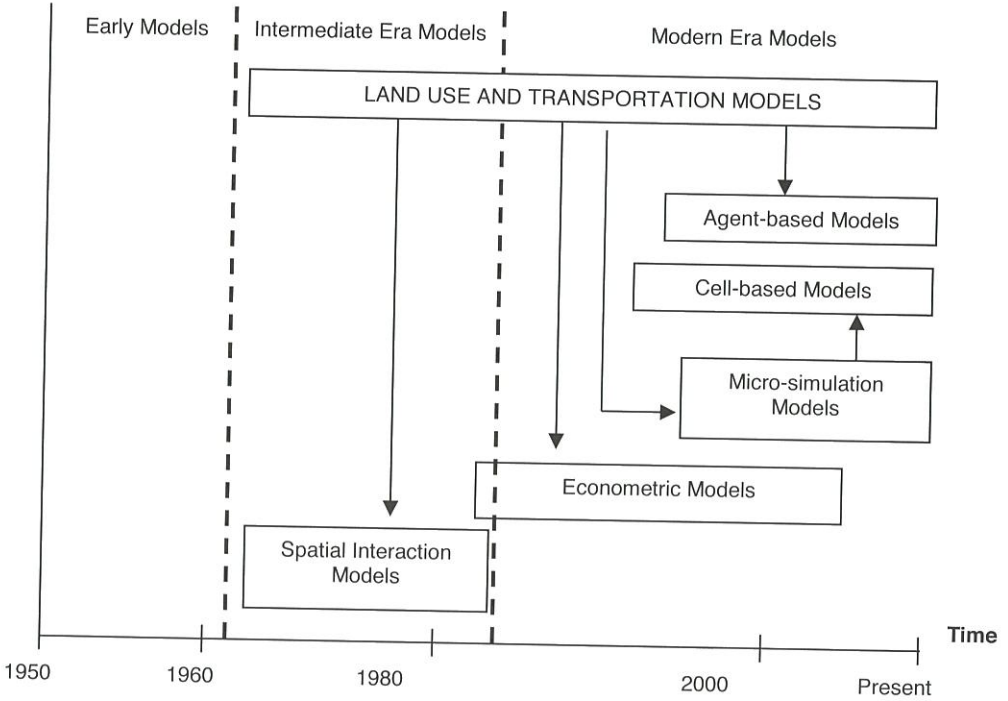 Early Models
Intermediate Era Models
Modern Era Models
LAND USE AND TRANSPORTATION MODELS
Agent-based Models
Cell-based Models
Micro-simulation
Models
Econometric Models
Spatial Interaction
Models
Time
1950
1960
1980
2000
Present